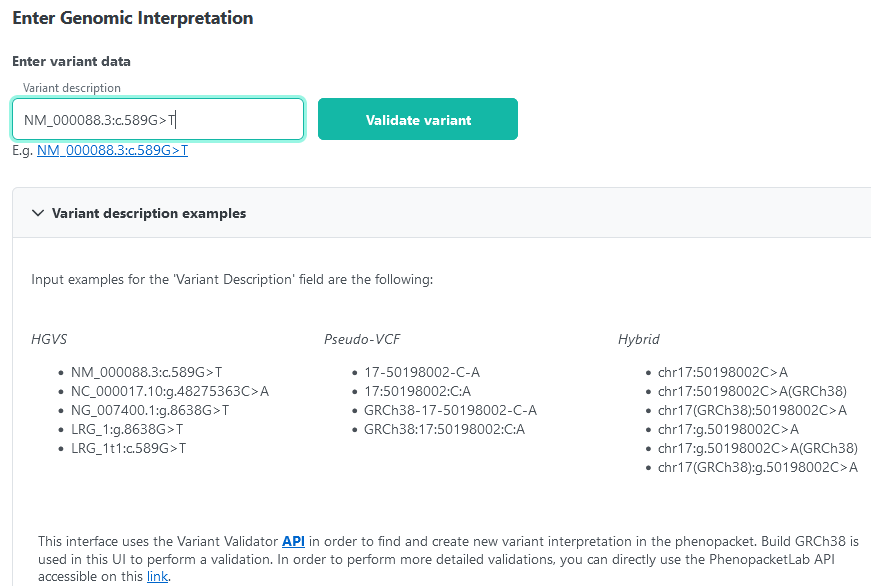 Enter Genomic Interpretation
Enter variant data
Variant description
NM_000088.3:c.589G>T
Validate variant
E.g. NM_000088.3:c.589G>T
Variant description examples
Input examples for the 'Variant Description' field are the following:
HGVS
• NM_000088.3:c.589G>T
• NC_000017.10:g.48275363C>A
• NG_007400.1:g.8638G>T
• LRG_1:g.8638G>T
• LRG_1t1:c.589G>T
Pseudo-VCF
• 17-50198002-C-A
• 17:50198002:C:A
• GRCh38-17-50198002-C-A
• GRCh38:17:50198002:C:A
Hybrid
• chr17:50198002C>A
• chr17:50198002C>A(GRCh38)
• chr17(GRCh38):50198002C>A
• chr17:g.50198002C>A
• chr17:g.50198002C>A(GRCh38)
• chr17(GRCh38):g.50198002C>A
This interface uses the Variant Validator API in order to find and create new variant interpretation in the phenopacket. Build GRCh38 is
used in this UI to perform a validation. In order to perform more detailed validations, you can directly use the PhenopacketLab API
accessible on this link.